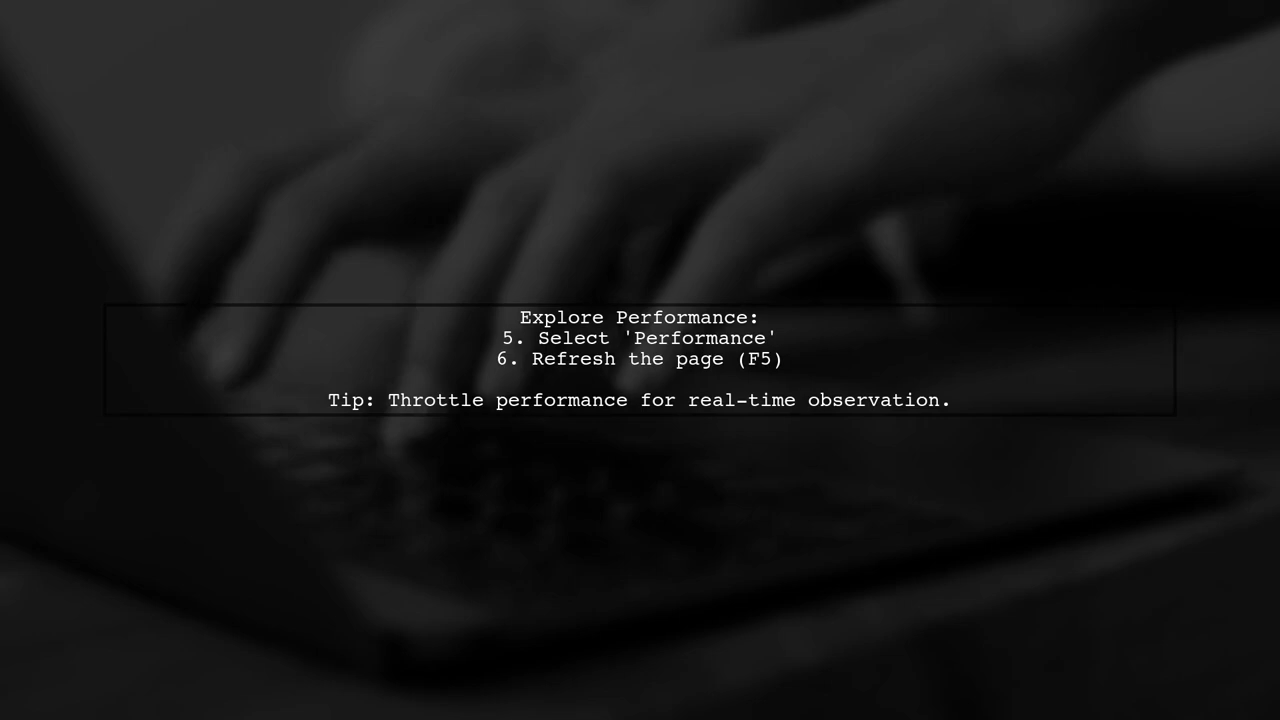 Explore Performance:
5. Select 'Performance'
6. Refresh the page (F5)
Tip: Throttle performance for real-time observation.